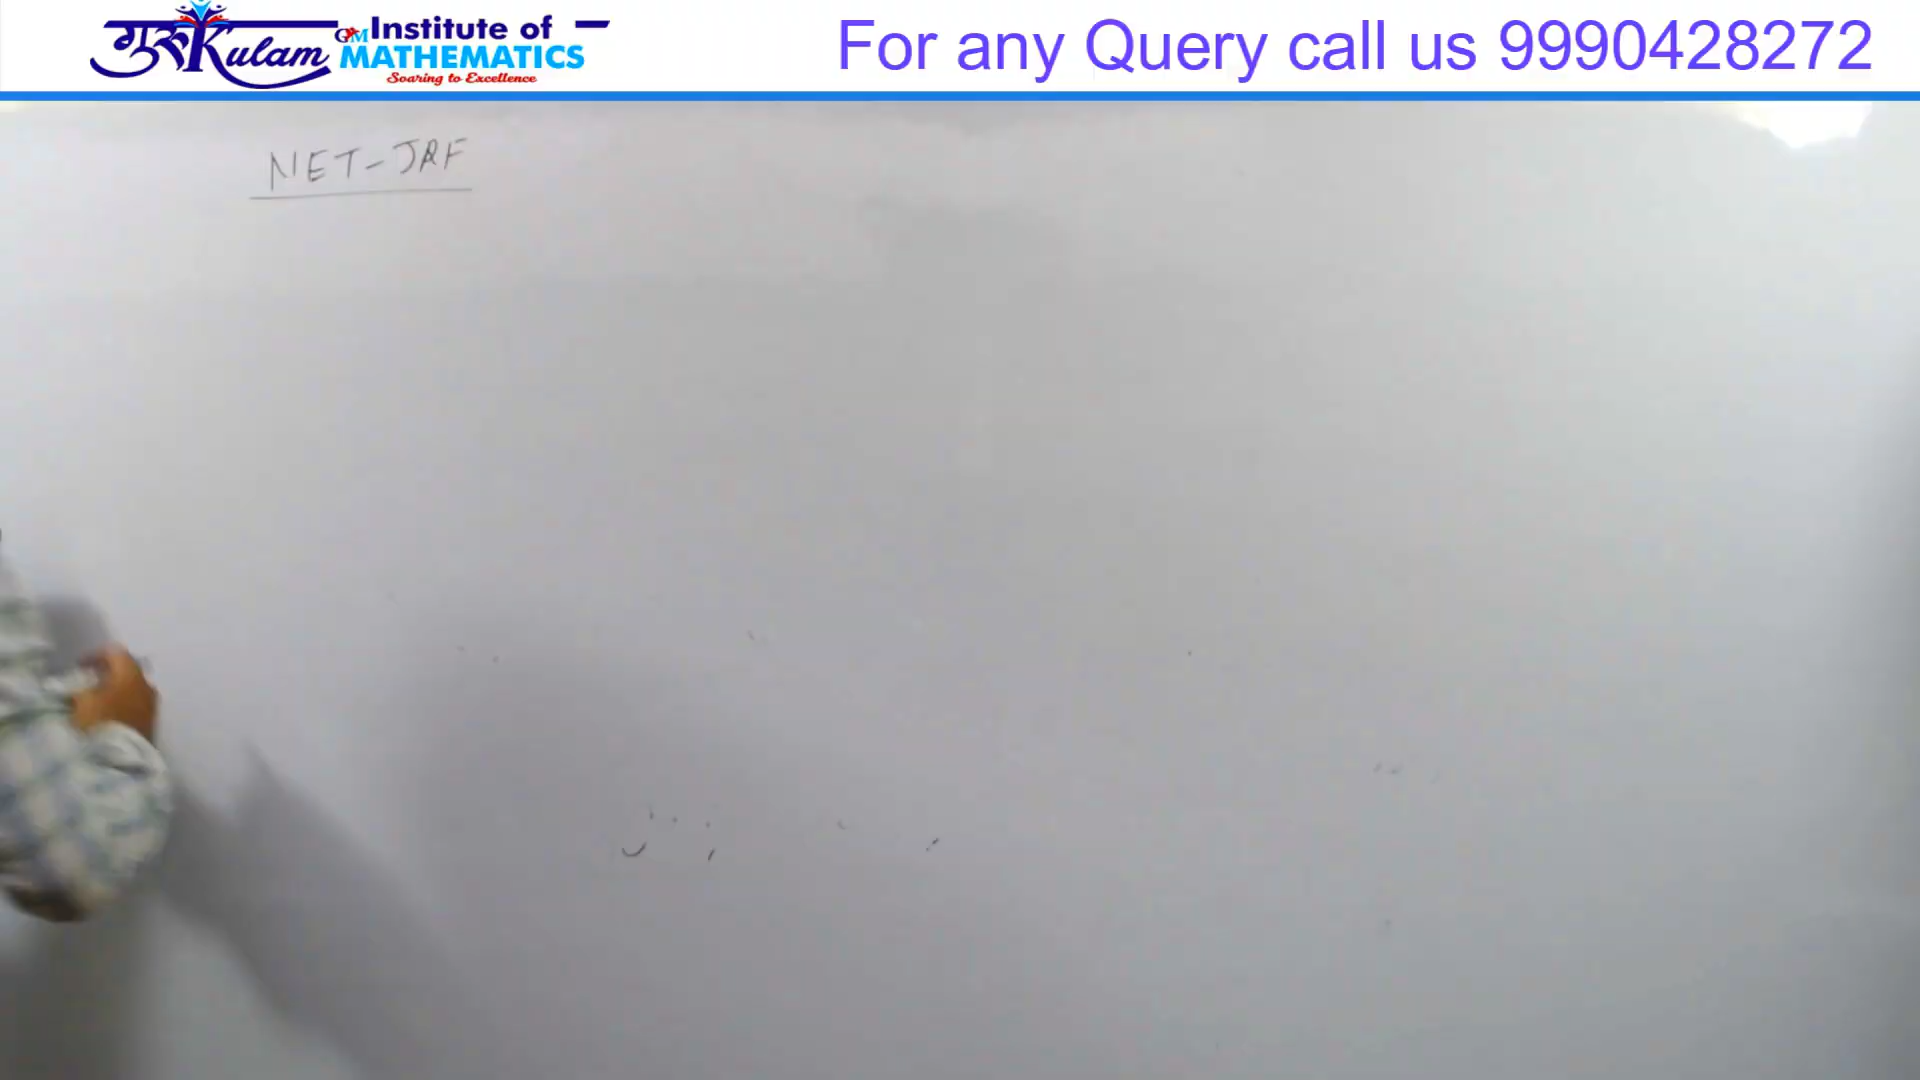 गुरुKulam GM Institute of
MATHEMATICS
Soaring to Excellence
For any Query call us 9990428272
NET-JRF